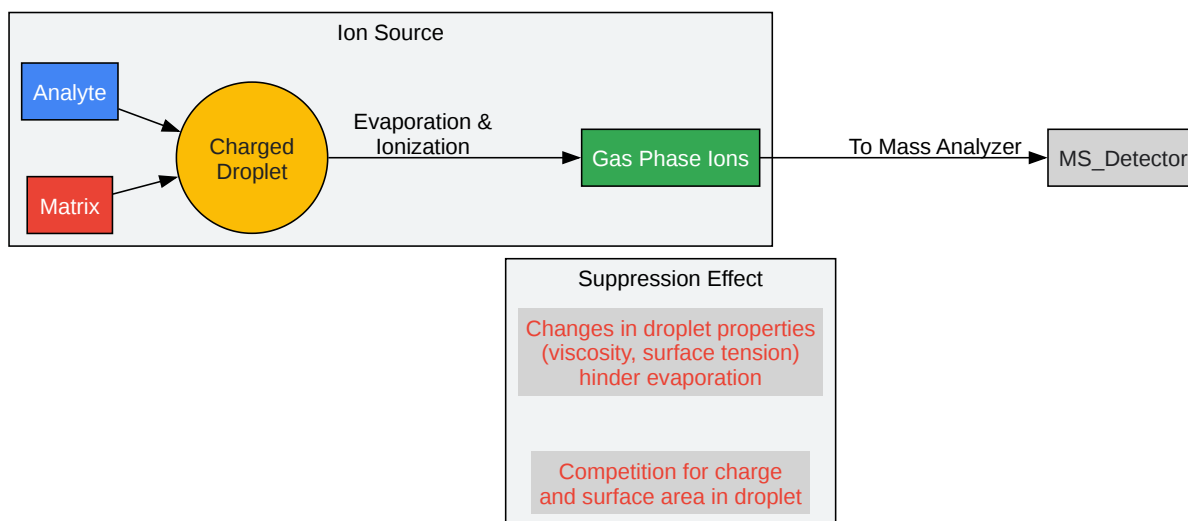 Ion Source
Analyte
Matrix
Charged
Droplet
Evaporation &
Ionization
Gas Phase Ions
To Mass Analyzer
MS_Detector
Suppression Effect
Changes in droplet properties
(viscosity, surface tension)
hinder evaporation
Competition for charge
and surface area in droplet